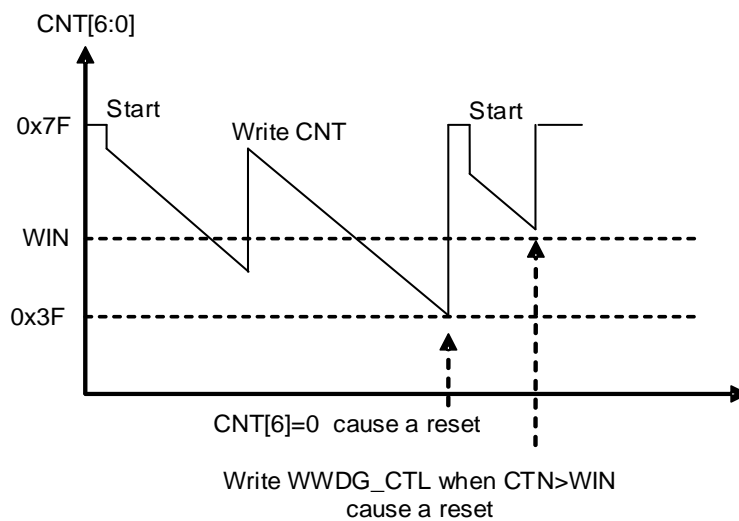 CNT[6:0]
Start
Start
0x7F
Write CNT
WIN
0x3F
CNT[6]=0 cause a reset
Write WWDG_CTL when CTN>WIN
cause a reset